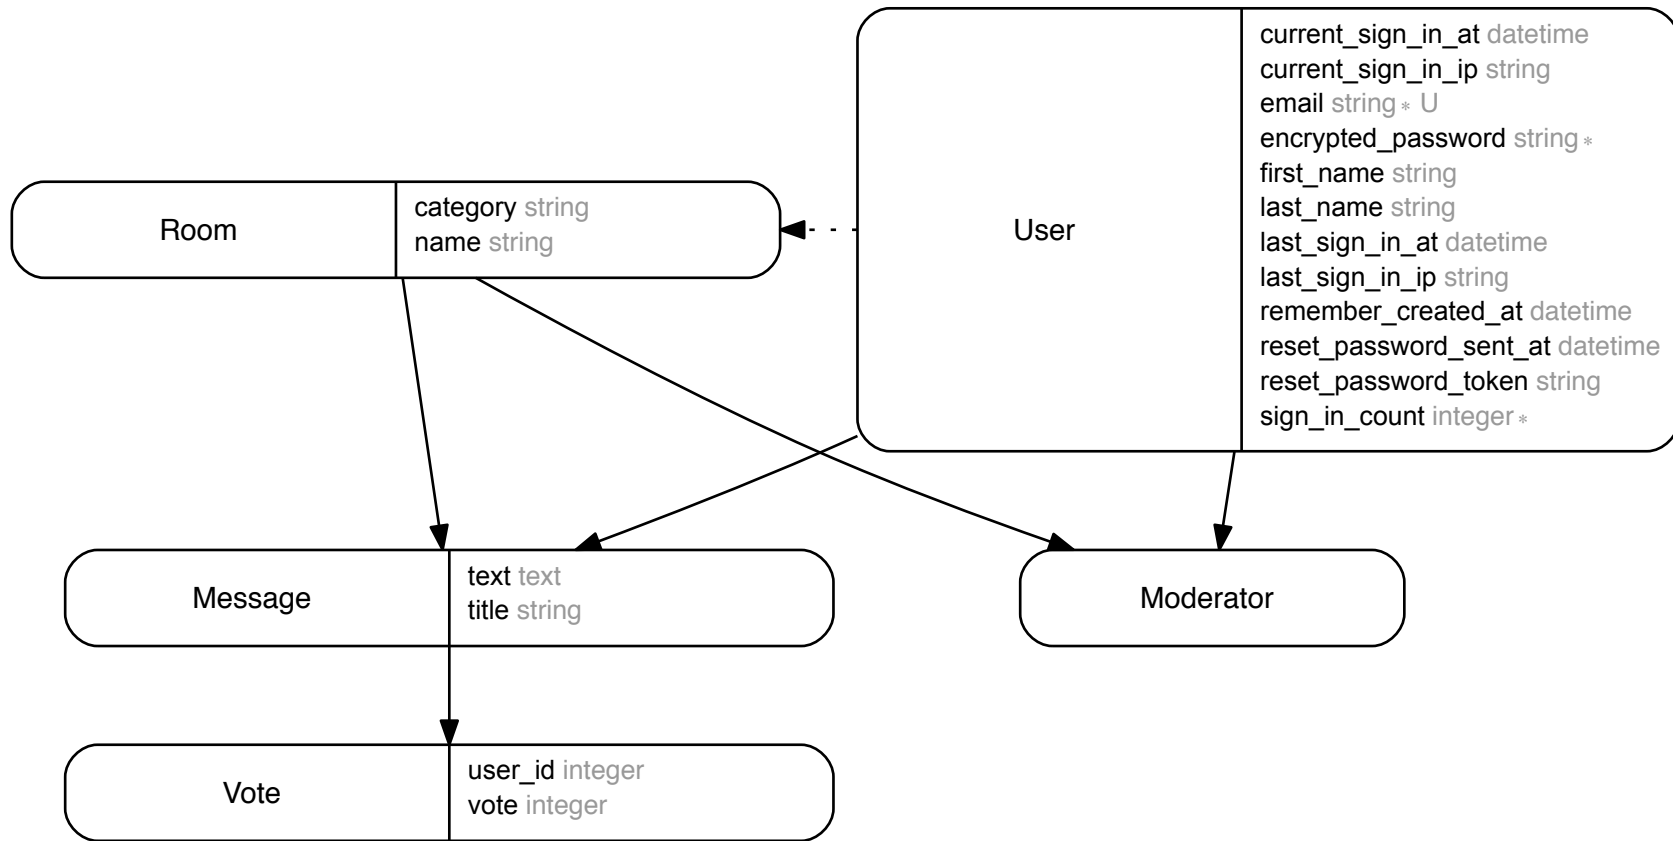 Room
category string
name string
User
current_sign_in_at datetime
current_sign_in_ip string
email string * U
encrypted_password string *
first_name string
last_name string
last_sign_in_at datetime
last_sign_in_ip string
remember_created_at datetime
reset_password_sent_at datetime
reset_password_token string
sign_in_count integer *
Message
text text
title string
Moderator
Vote
user_id integer
vote integer